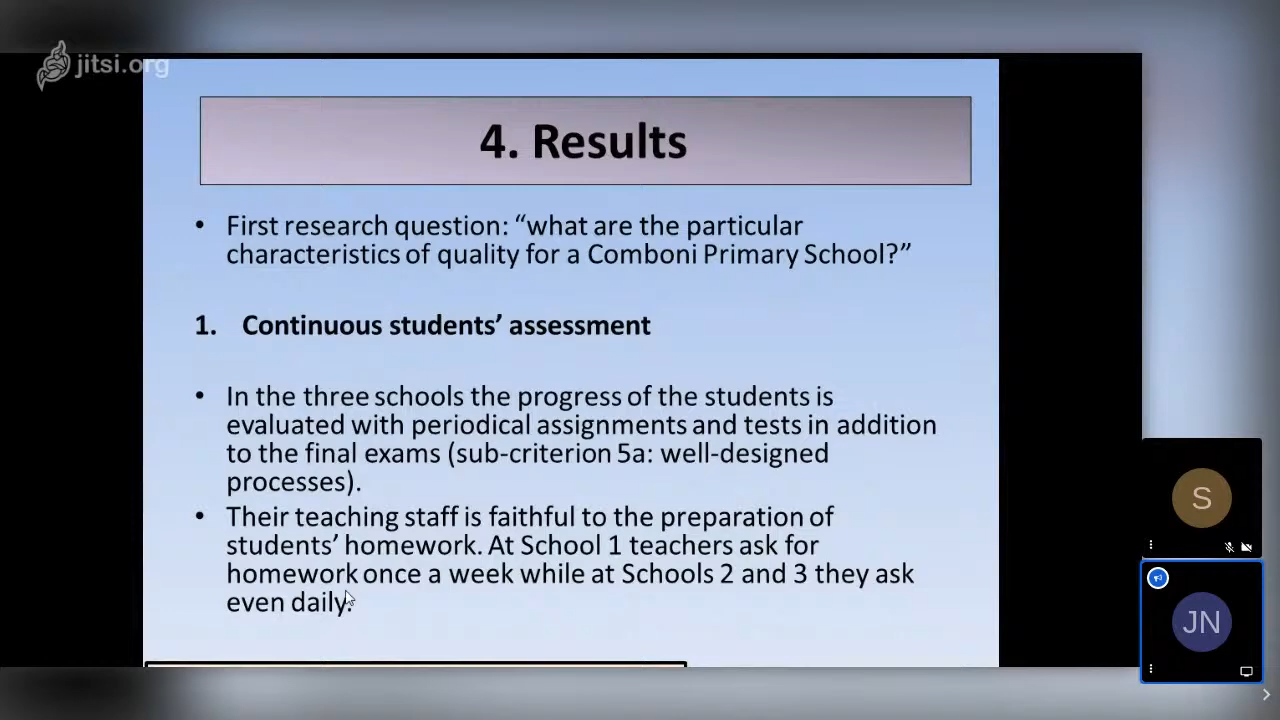 jitsi.org
4. Results
• First research question: “what are the particular
characteristics of quality for a Comboni Primary School?”
1. Continuous students’ assessment
• In the three schools the progress of the students is
evaluated with periodical assignments and tests in addition
to the final exams (sub-criterion 5a: well-designed
processes).
• Their teaching staff is faithful to the preparation of
students’ homework. At School 1 teachers ask for
homework once a week while at Schools 2 and 3 they ask
even daily.
S
JN